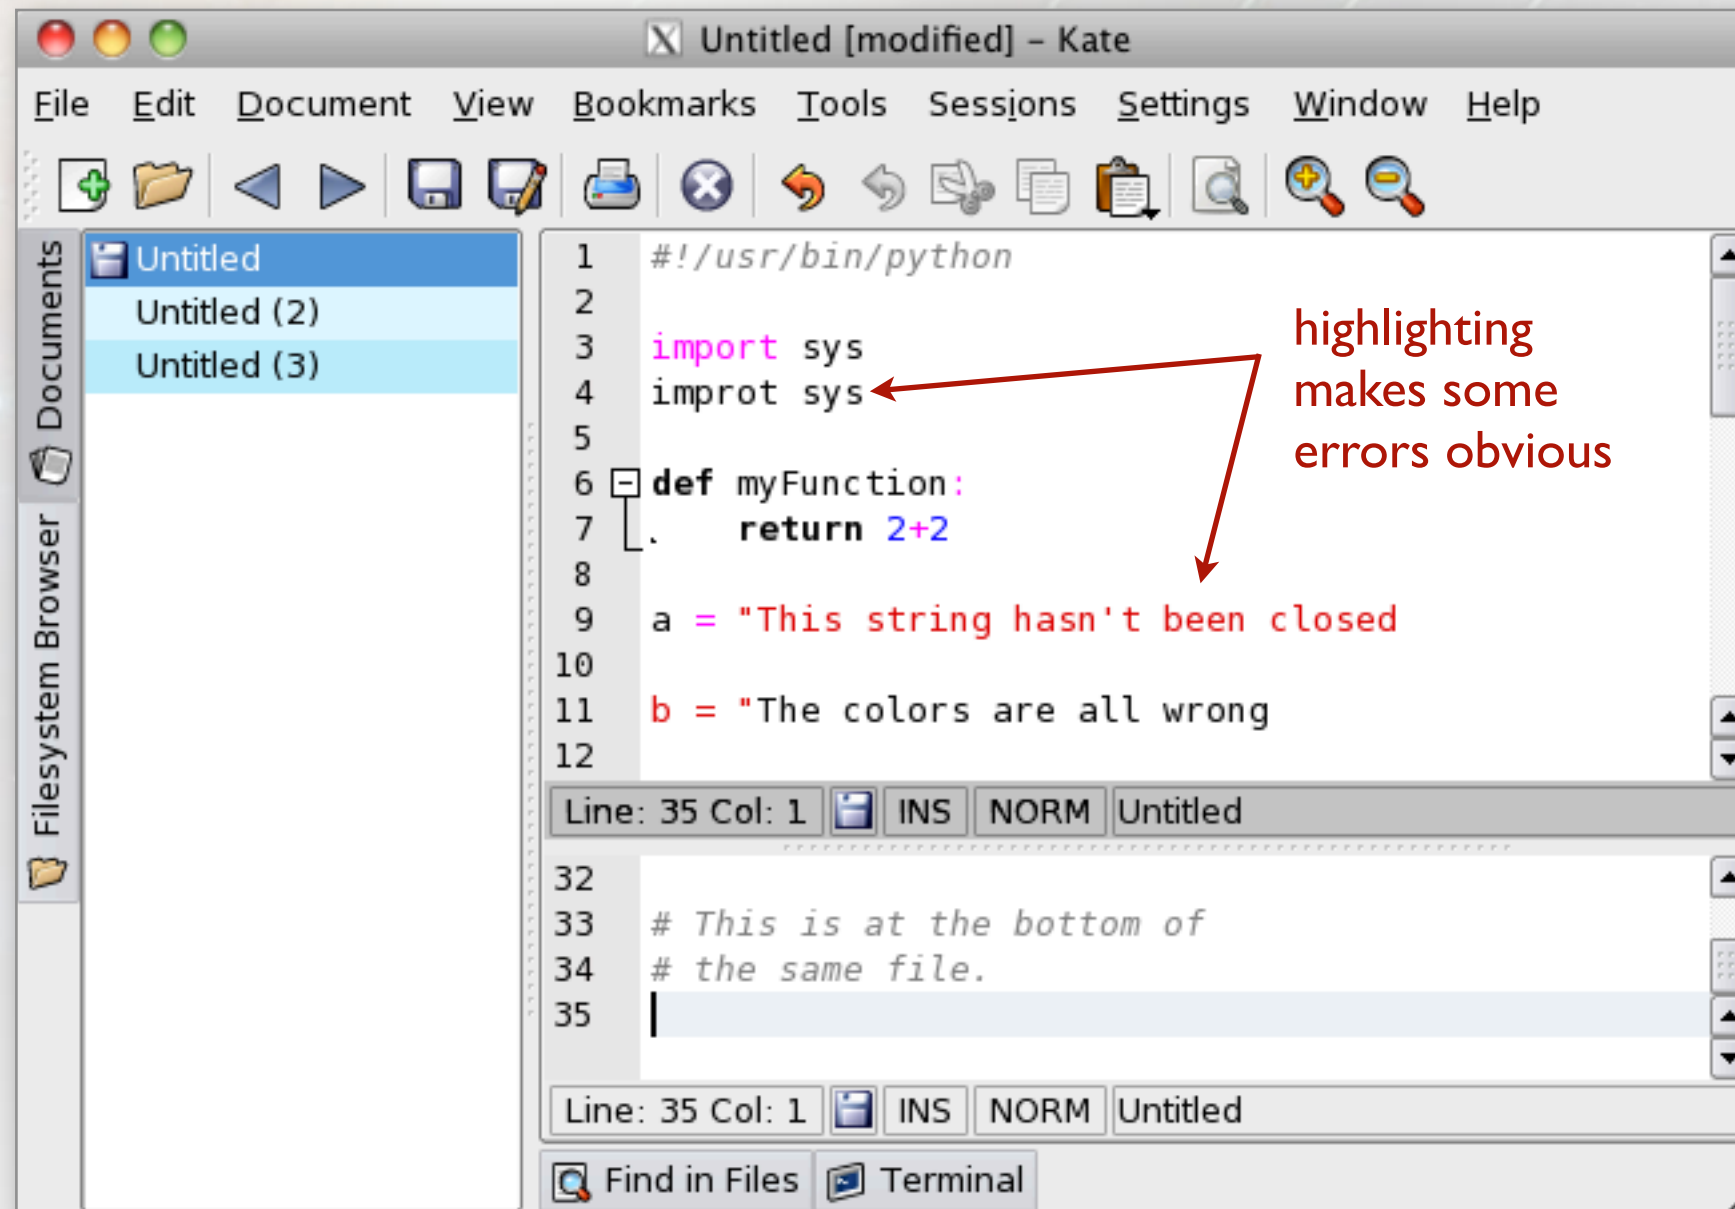 Untitled [modified] – Kate
File Edit Document View Bookmarks Tools Sessions Settings Window Help
Documents
Filesystem Browser
Untitled
Untitled (2)
Untitled (3)
1 #!/usr/bin/python
2
3 import sys
4 improt sys
5
6 def myFunction:
7 return 2+2
8
9 a = "This string hasn't been closed
10
11 b = "The colors are all wrong
12
highlighting
makes some
errors obvious
Line: 35 Col: 1 INS NORM Untitled
32
33 # This is at the bottom of
34 # the same file.
35
Line: 35 Col: 1 INS NORM Untitled
Find in Files Terminal